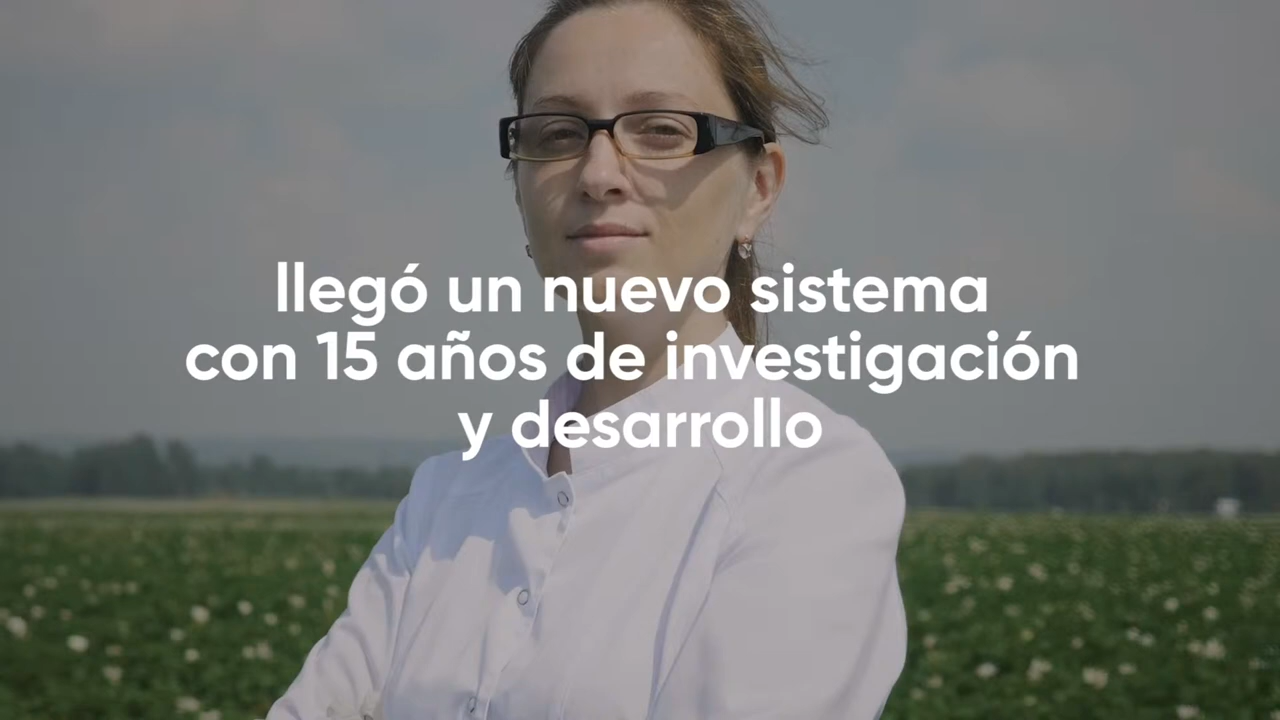 llegó un nuevo sistema
con 15 años de investigación
y desarrollo